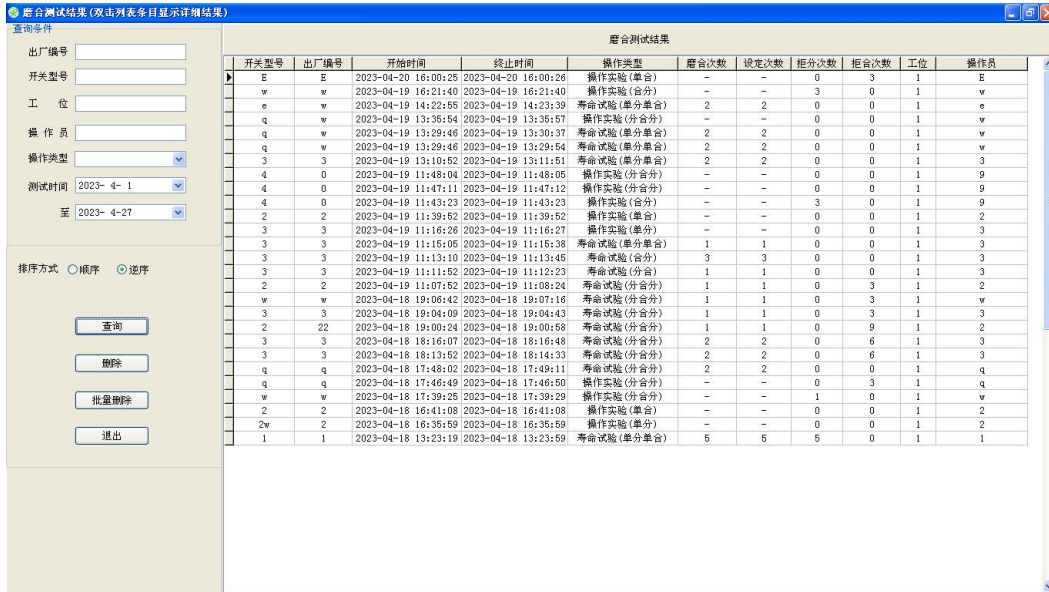 磨合测试结果(双击列表条目显示详细结果)
查询条件
出厂编号
开关型号
工 位
操 作 员
操作类型
测试时间 2023- 4- 1
至 2023- 4-27
排序方式 顺序 逆序
查询
删除
批量删除
退出
磨合测试结果
开关型号 出厂编号 开始时间 终止时间 操作类型 磨合次数 设定次数 拒分次数 拒合次数 工位 操作员
E E 2023-04-20 16:00:25 2023-04-20 16:00:26 操作实验(单合) - - 0 3 1 E
w w 2023-04-19 16:21:40 2023-04-19 16:21:40 操作实验(合分) - - 3 0 1 w
e w 2023-04-19 14:22:55 2023-04-19 14:23:39 寿命试验(单分单合) 2 2 0 0 1 e
q w 2023-04-19 13:35:54 2023-04-19 13:35:57 操作实验(分合分) - - 0 0 1 w
q w 2023-04-19 13:29:46 2023-04-19 13:30:37 寿命试验(单分单合) 2 2 0 0 1 w
q w 2023-04-19 13:29:46 2023-04-19 13:29:54 寿命试验(单分单合) 2 2 0 0 1 w
3 3 2023-04-19 13:10:52 2023-04-19 13:11:51 寿命试验(单分单合) 2 2 0 0 1 3
4 0 2023-04-19 11:48:04 2023-04-19 11:48:05 操作实验(分合分) - - 0 0 1 9
4 0 2023-04-19 11:47:11 2023-04-19 11:47:12 操作实验(分合分) - - 0 0 1 9
4 0 2023-04-19 11:43:23 2023-04-19 11:43:23 操作实验(合分) - - 3 0 1 9
2 2 2023-04-19 11:39:52 2023-04-19 11:39:52 操作实验(单合) - - 0 0 1 2
3 3 2023-04-19 11:16:26 2023-04-19 11:16:27 操作实验(单分) - - 0 0 1 3
3 3 2023-04-19 11:15:05 2023-04-19 11:15:38 寿命试验(单分单合) 1 1 0 0 1 3
3 3 2023-04-19 11:13:10 2023-04-19 11:13:45 寿命试验(合分) 3 3 0 0 1 3
3 3 2023-04-19 11:11:52 2023-04-19 11:12:23 寿命试验(分合) 1 1 0 0 1 3
2 2 2023-04-19 11:07:52 2023-04-19 11:08:24 寿命试验(分合分) 1 1 0 3 1 2
w w 2023-04-18 19:06:42 2023-04-18 19:07:16 寿命试验(分合分) 1 1 0 3 1 w
3 3 2023-04-18 19:04:09 2023-04-18 19:04:43 寿命试验(分合分) 1 1 0 3 1 3
2 22 2023-04-18 19:00:24 2023-04-18 19:00:58 寿命试验(分合分) 1 1 0 9 1 2
3 3 2023-04-18 18:16:07 2023-04-18 18:16:48 寿命试验(分合分) 2 2 0 6 1 3
3 3 2023-04-18 18:13:52 2023-04-18 18:14:33 寿命试验(分合分) 2 2 0 6 1 3
q q 2023-04-18 17:48:02 2023-04-18 17:49:11 寿命试验(分合分) 2 2 0 0 1 q
q q 2023-04-18 17:46:49 2023-04-18 17:46:50 操作实验(分合分) - - 0 3 1 q
w w 2023-04-18 17:39:25 2023-04-18 17:39:29 操作实验(分合分) - - 1 0 1 w
2 2 2023-04-18 16:41:08 2023-04-18 16:41:08 操作实验(单合) - - 0 0 1 2
2w 2 2023-04-18 16:35:59 2023-04-18 16:35:59 操作实验(单分) - - 0 0 1 2
1 1 2023-04-18 13:23:19 2023-04-18 13:23:59 寿命试验(单分单合) 5 5 5 0 1 1